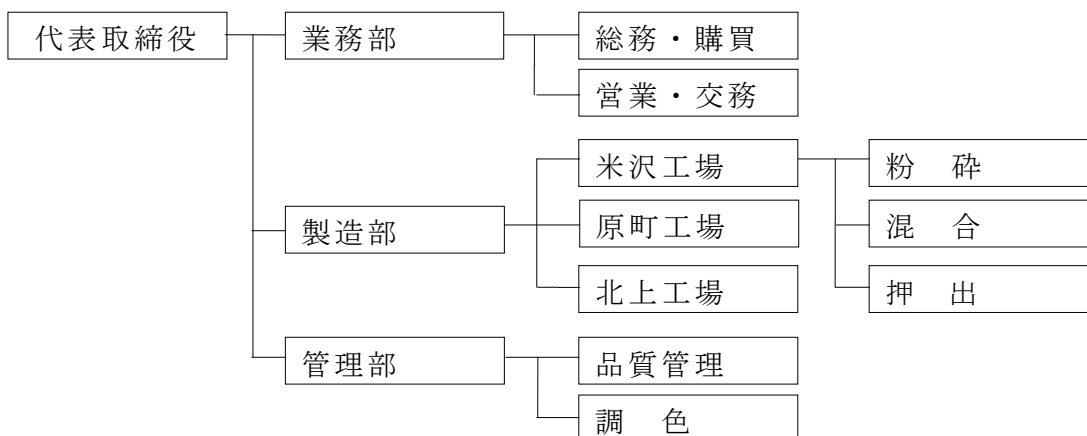 代表取締役
業務部
総務・購買
営業・交務
製造部
米沢工場
粉　砕
混　合
押　出
原町工場
北上工場
管理部
品質管理
調　色